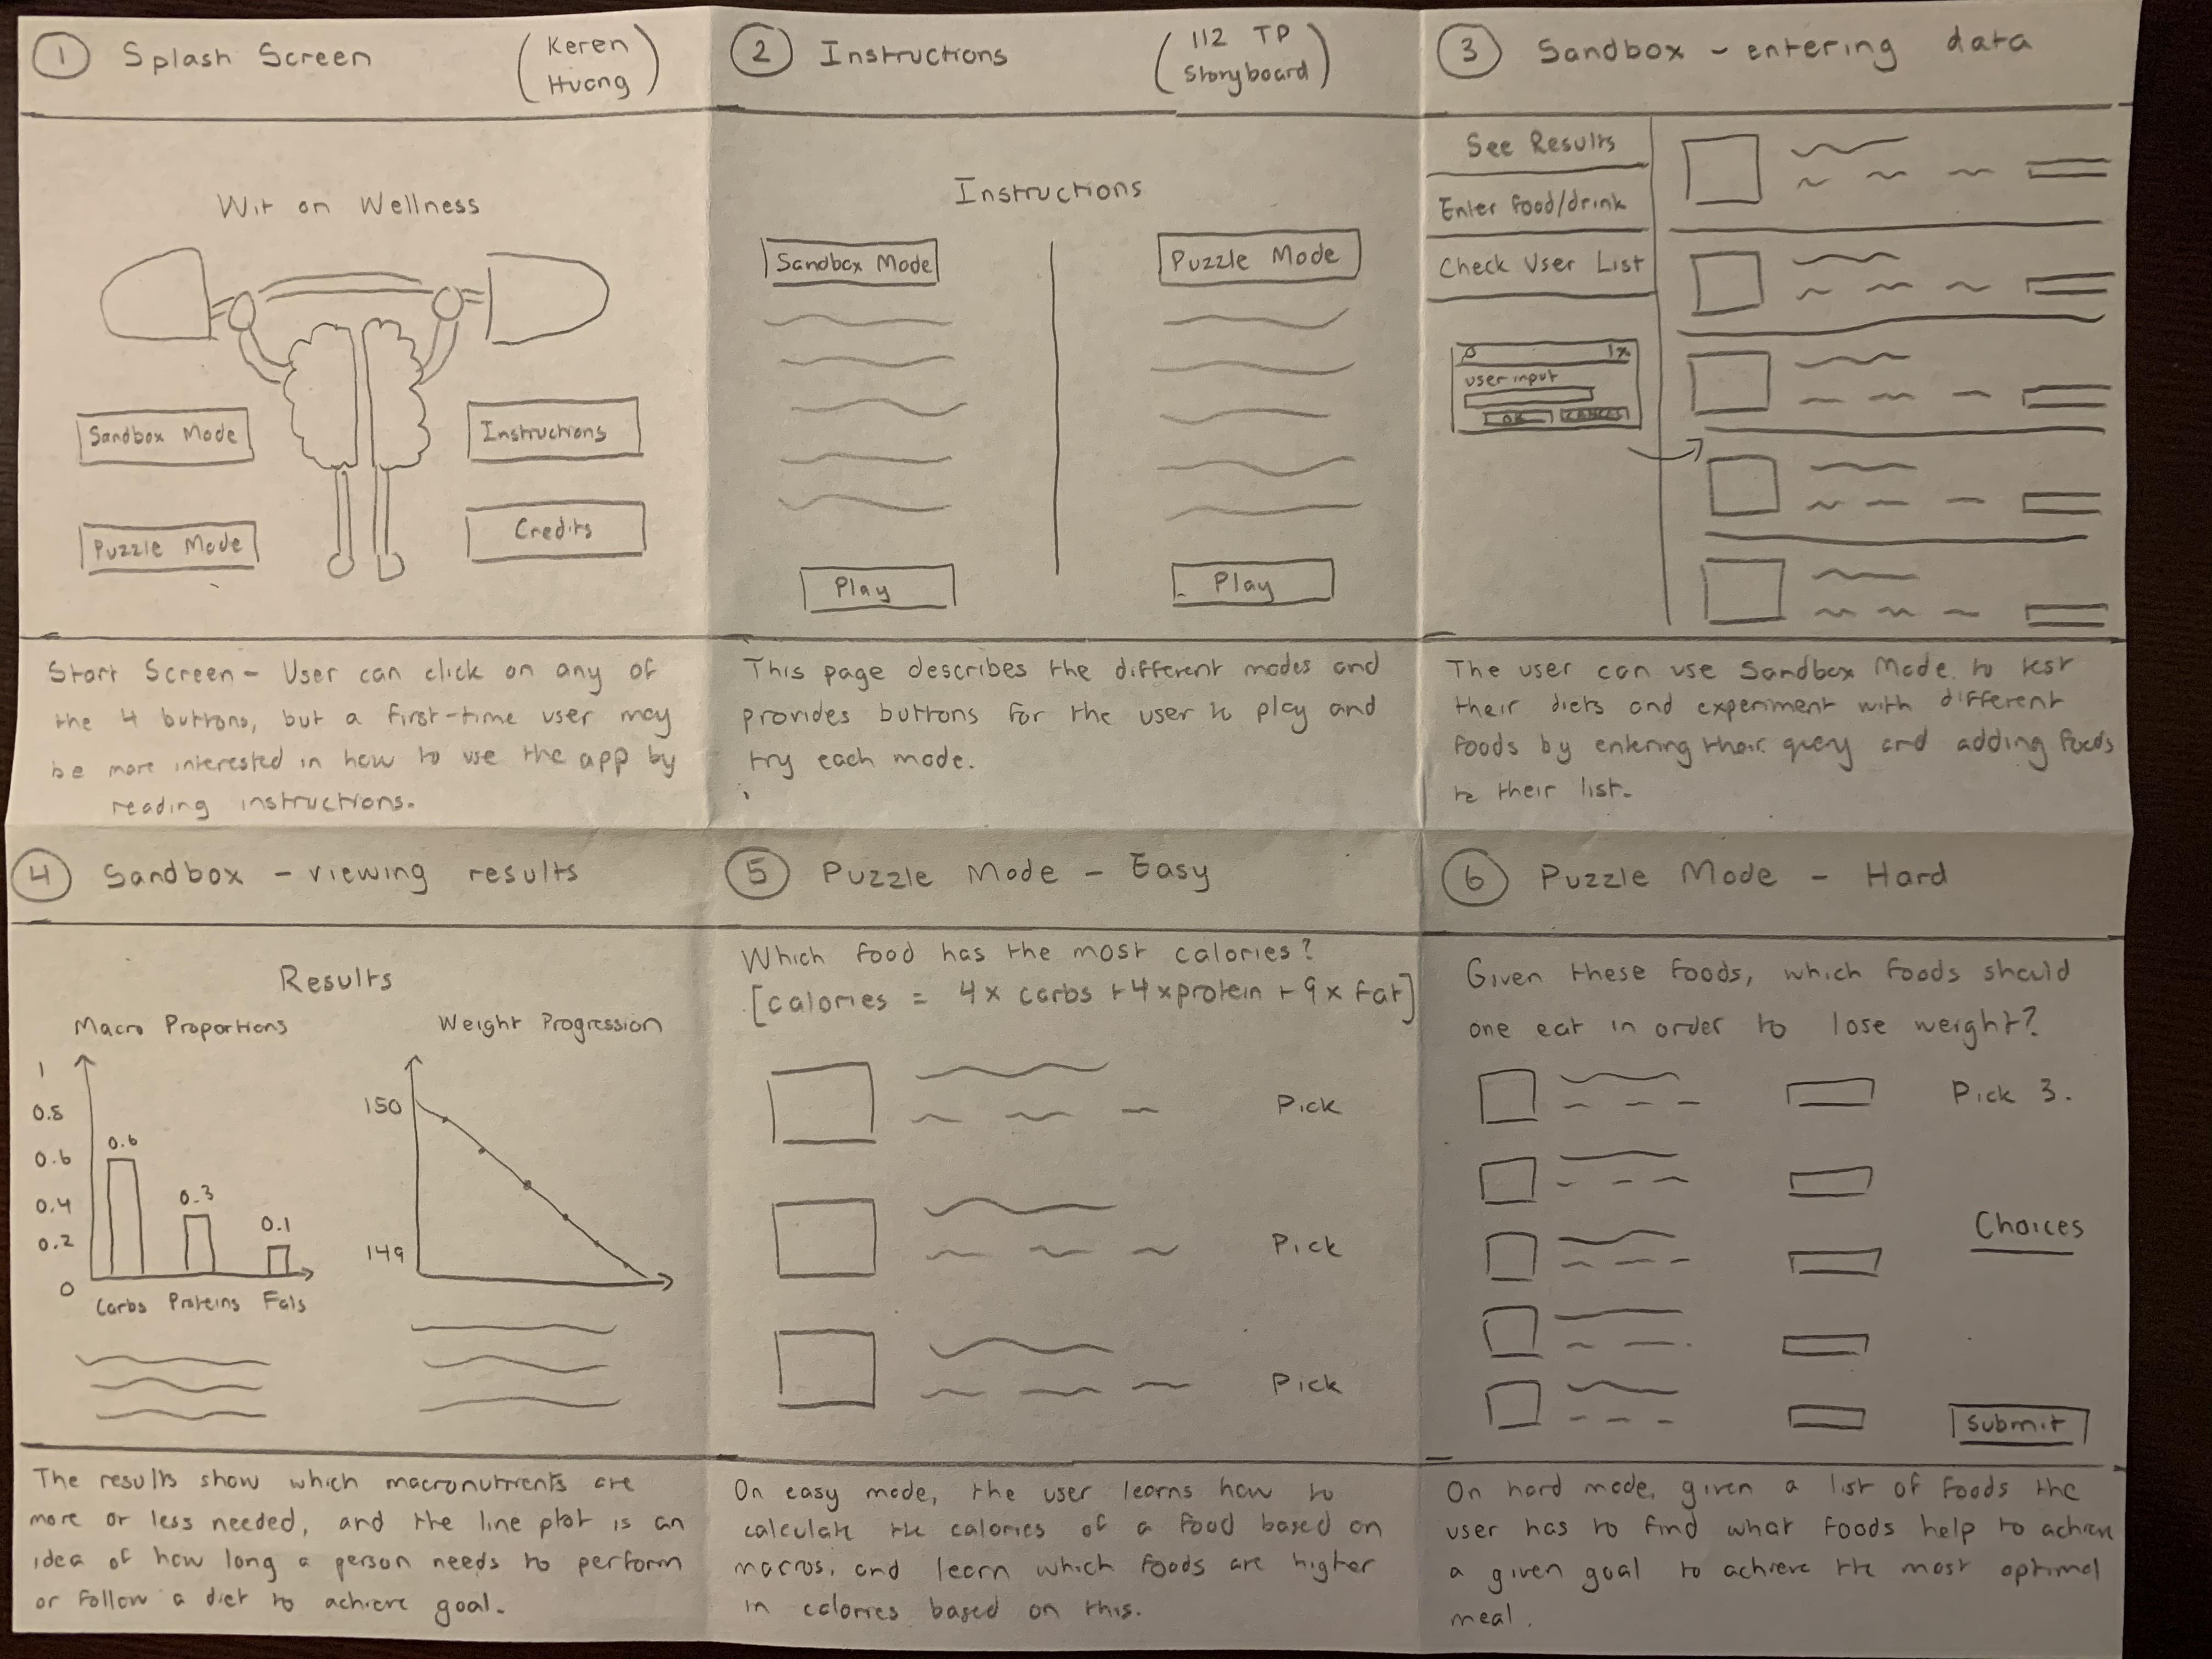 1 Splash Screen
(Keren
Huang)
Wit on Wellness
Sandbox Mode
Instructions
Puzzle Mode
Credits
Start Screen - User can click on any of
the 4 buttons, but a first-time user may
be more interested in how to use the app by
reading instructions.
2 Instructions
(112 TP
Storyboard)
Instructions
Sandbox Mode
Puzzle Mode
Play
Play
This page describes the different modes and
provides buttons for the user to play and
try each mode.
3 Sandbox - entering data
See Results
Enter food/drink
Check User List
user input
OK
CANCEL
The user can use Sandbox Mode to test
their diets and experiment with different
foods by entering their query and adding foods
to their list.
4 Sandbox - viewing results
Results
Macro Proportions
1
0.8
0.6
0.4
0.2
0
0.6
0.3
0.1
Carbs Proteins Fats
Weight Progression
150
149
The results show which macronutrients are
more or less needed, and the line plot is an
idea of how long a person needs to perform
or follow a diet to achieve goal.
5 Puzzle Mode - Easy
Which food has the most calories?
[calories = 4x carbs + 4xprotein + 9x fat]
Pick
Pick
Pick
On easy mode, the user learns how to
calculate the calories of a food based on
macros, and learn which foods are higher
in calories based on this.
6 Puzzle Mode - Hard
Given these foods, which foods should
one eat in order to lose weight?
Pick 3.
Choices
Submit
On hard mode, given a list of foods the
user has to find what foods help to achieve
a given goal to achieve the most optimal
meal.